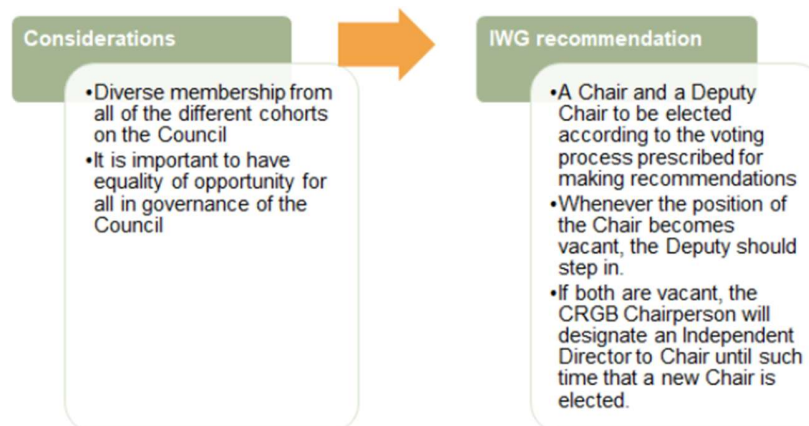 Considerations
•Diverse membership from
all of the different cohorts
on the Council
•It is important to have
equality of opportunity for
all in governance of the
Council
IWG recommendation
•A Chair and a Deputy
Chair to be elected
according to the voting
process prescribed for
making recommendations
•Whenever the position of
the Chair becomes
vacant, the Deputy should
step in.
•If both are vacant, the
CRGB Chairperson will
designate an Independent
Director to Chair until such
time that a new Chair is
elected.